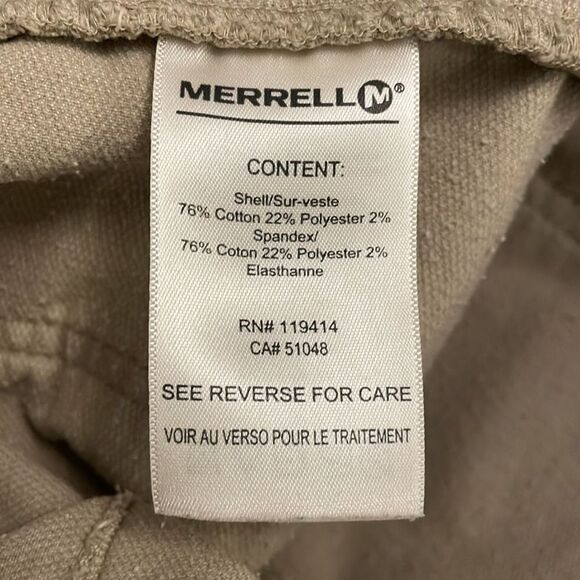 MERRELL M®
CONTENT:
Shell/Sur-veste
76% Cotton 22% Polyester 2%
Spandex/
76% Coton 22% Polyester 2%
Elasthanne
RN# 119414
CA# 51048
SEE REVERSE FOR CARE
VOIR AU VERSO POUR LE TRAITEMENT